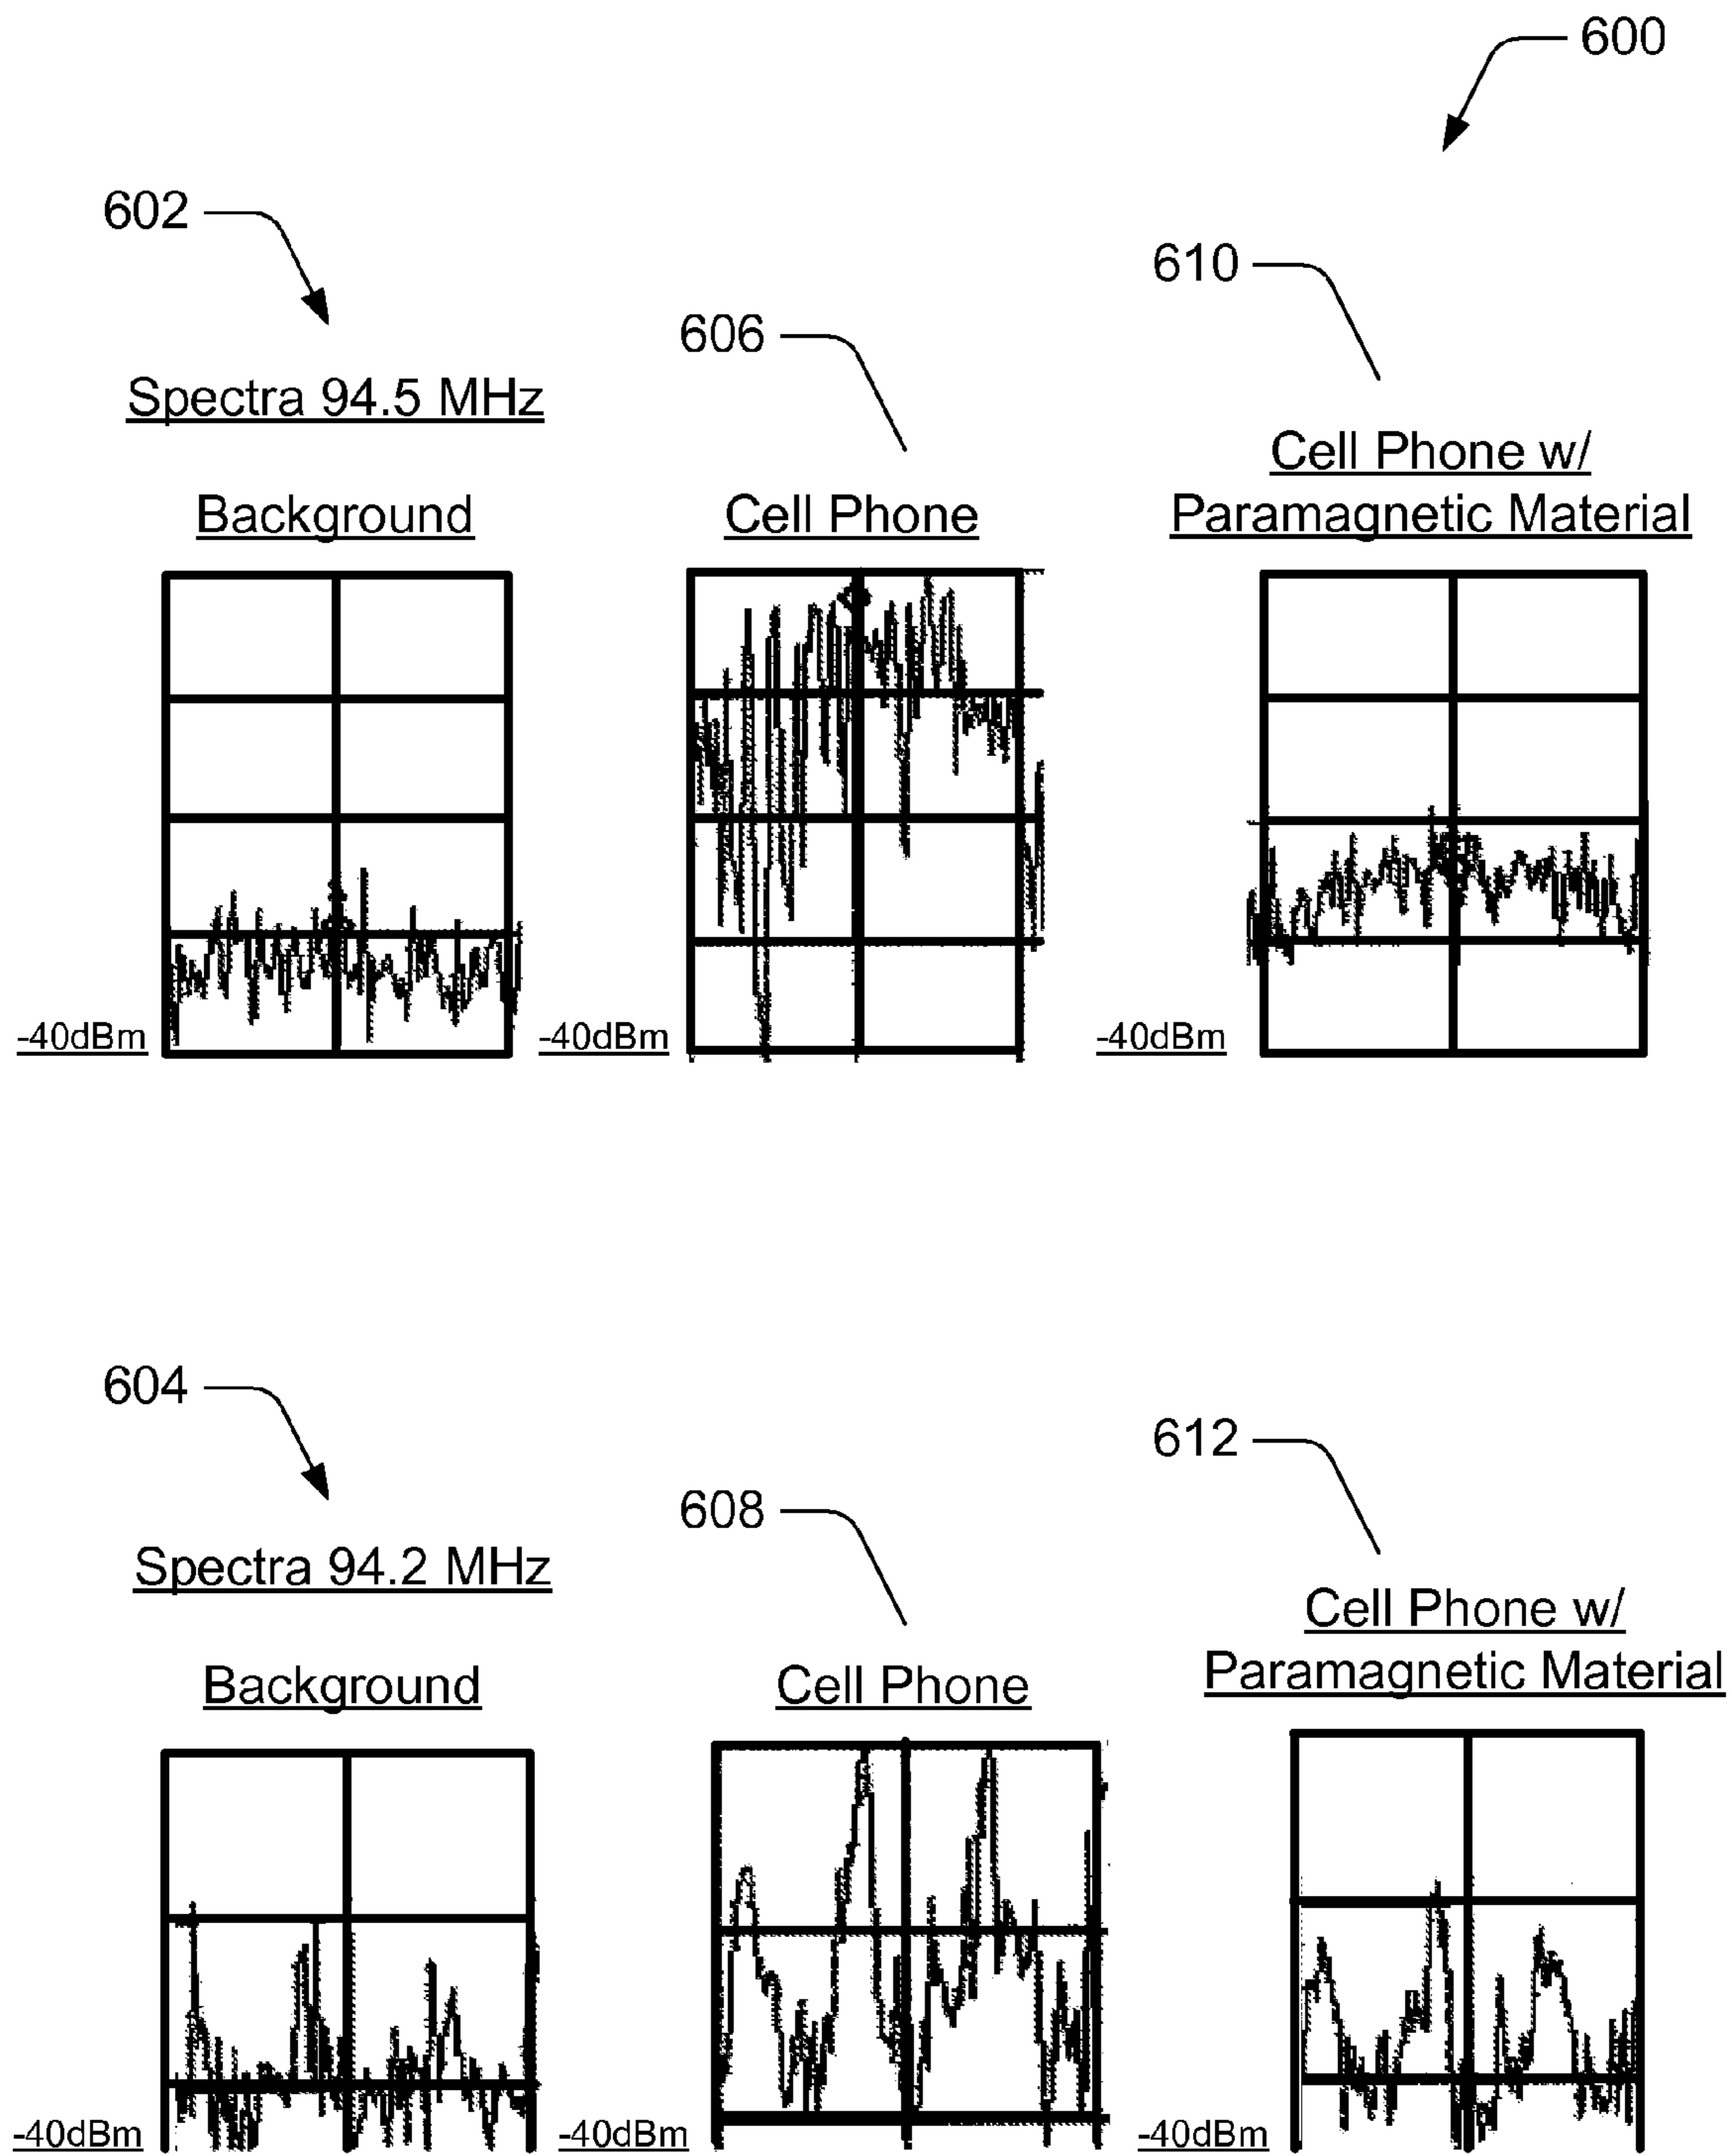 600
602
610
606
Spectra 94.5 MHz
Cell Phone w/
Paramagnetic Material
Background
Cell Phone
-40dBm
-40dBm
-40dBm
604
612
608
Spectra 94.2 MHz
Cell Phone w/
Paramagnetic Material
Background
Cell Phone
-40dBm
-40dBm
-40dBm